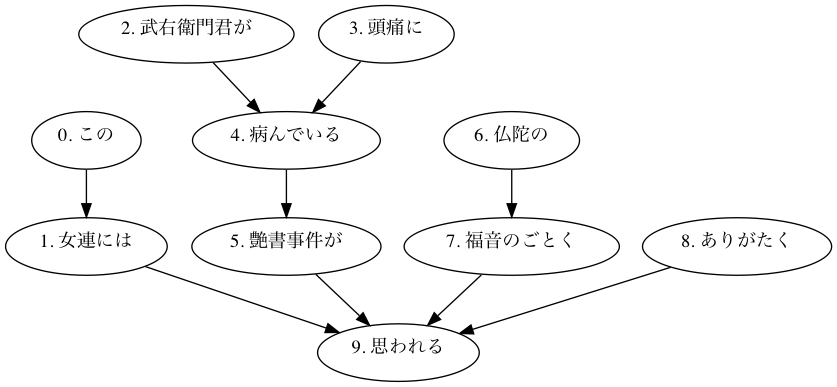 2. 武右衛門君が
3. 頭痛に
0. この
4. 病んでいる
6. 仏陀の
1. 女連には
5. 艶書事件が
7. 福音のごとく
8. ありがたく
9. 思われる